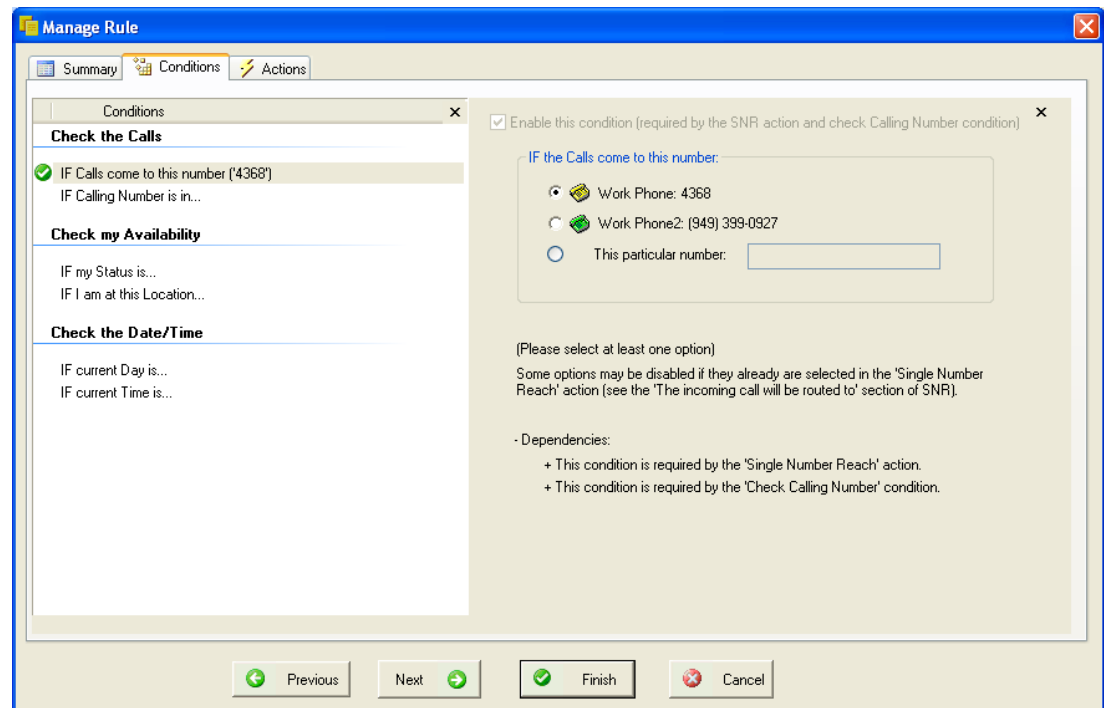 Manage Rule
Summary
Conditions
Actions
Conditions
Check the Calls
IF Calls come to this number ('4368')
IF Calling Number is in...
Check my Availability
IF my Status is...
IF I am at this Location...
Check the Date/Time
IF current Day is...
IF current Time is...
Enable this condition (required by the SNR action and check Calling Number condition)
IF the Calls come to this number:
Work Phone: 4368
Work Phone2: (949) 399-0927
This particular number:
(Please select at least one option)
Some options may be disabled if they already are selected in the 'Single Number
Reach' action (see the 'The incoming call will be routed to' section of SNR).
- Dependencies:
+ This condition is required by the 'Single Number Reach' action.
+ This condition is required by the 'Check Calling Number' condition.
Previous
Next
Finish
Cancel